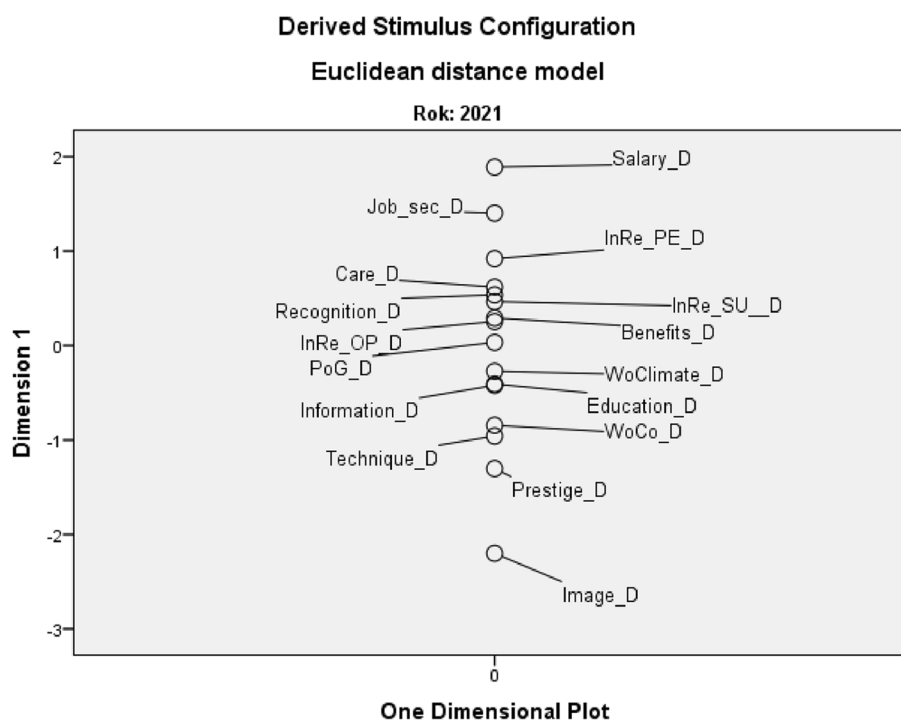 Derived Stimulus Configuration
Euclidean distance model
Rok: 2021
Dimension 1
2
1
0
-1
-2
-3
Salary_D
Job_sec_D
InRe_PE_D
Care_D
Recognition_D
InRe_SU__D
InRe_OP_D
Benefits_D
PoG_D
WoClimate_D
Information_D
Education_D
WoCo_D
Technique_D
Prestige_D
Image_D
0
One Dimensional Plot